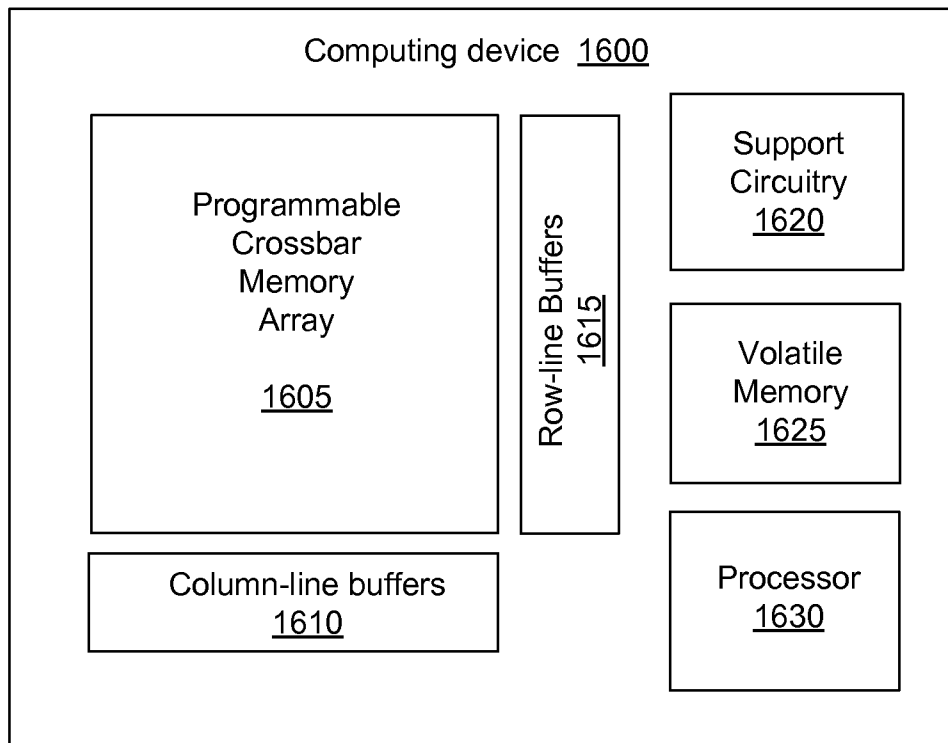 Computing device 1600
Programmable
Crossbar
Memory
Array
1605
Row-line Buffers
1615
Support
Circuitry
1620
Volatile
Memory
1625
Column-line buffers
1610
Processor
1630